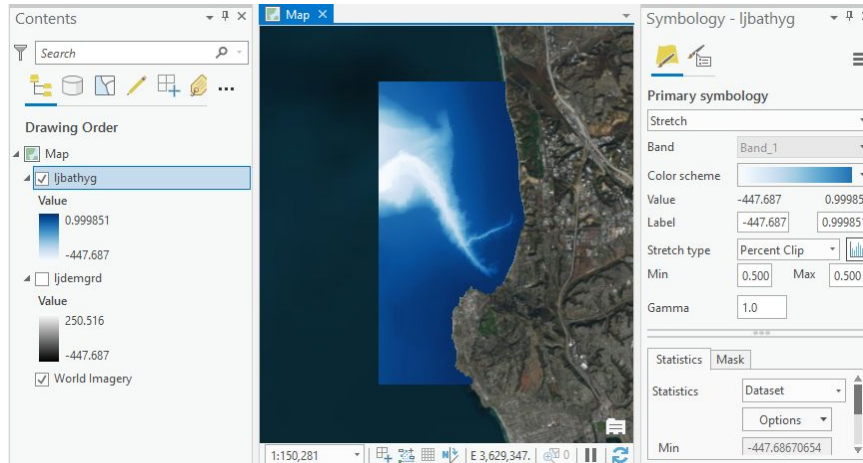 Contents
Search
Drawing Order
Map
ljbathyg
Value
0.999851
-447.687
ljdemgrd
Value
250.516
-447.687
World Imagery
Map
1:150,281
E 3,629,347.
0
Symbology - ljbathyg
Primary symbology
Stretch
Band Band_1
Color scheme
Value -447.687 0.99985
Label -447.687 0.99985
Stretch type Percent Clip
Min 0.500 Max 0.500
Gamma 1.0
Statistics Mask
Statistics Dataset
Options
Min -447.68670654